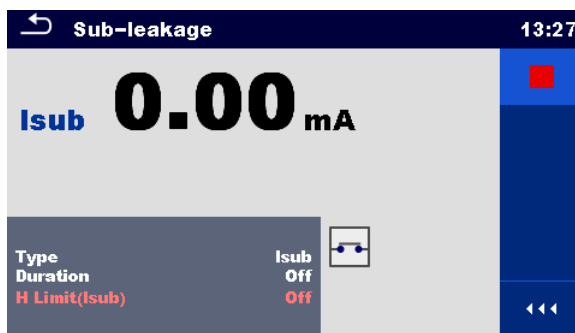 Sub-leakage 13:27
Isub 0.00 mA
Type Isub
Duration Off
H Limit(Isub) Off